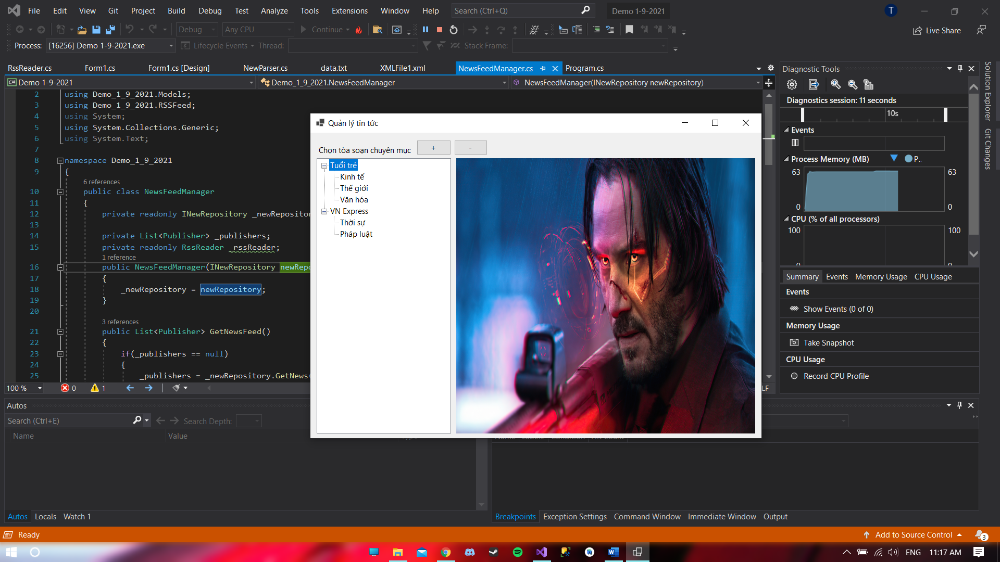 File Edit View Git Project Build Debug Test Analyze Tools Extensions Window Help Search (Ctrl+Q) Demo 1-9-2021 T
Debug Any CPU Continue Live Share
Process: [16256] Demo 1-9-2021.exe Lifecycle Events Thread: Stack Frame:
RssReader.cs Form1.cs Form1.cs [Design] NewParser.cs data.txt XMLFile1.xml NewsFeedManager.cs Program.cs
C# Demo 1-9-2021 Demo_1_9_2021.NewsFeedManager NewsFeedManager(INewRepository newRepository)
2 using Demo_1_9_2021.Models;
3 using Demo_1_9_2021.RSSFeed;
4 using System;
5 using System.Collections.Generic;
6 using System.Text;
7
8 namespace Demo_1_9_2021
9 {
6 references
10 public class NewsFeedManager
11 {
12 private readonly INewRepository _newRepositor
13
14 private List<Publisher> _publishers;
15 private readonly RssReader _rssReader;
1 reference
16 public NewsFeedManager(INewRepository newRepo
17 {
18 _newRepository = newRepository;
19 }
20
3 references
21 public List<Publisher> GetNewsFeed()
22 {
23 if(_publishers == null)
24 {
25 _publishers = _newRepository.GetNews(
100 % 0 1 LF
Quản lý tin tức
Chọn tòa soạn chuyên mục + -
Tuổi trẻ
Kinh tế
Thế giới
Văn hóa
VN Express
Thời sự
Pháp luật
Diagnostic Tools
Diagnostics session: 11 seconds
10s
Events
Process Memory (MB) P..
63 63
0 0
CPU (% of all processors)
100 100
0 0
Summary Events Memory Usage CPU Usage
Events
Show Events (0 of 0)
Memory Usage
Take Snapshot
CPU Usage
Record CPU Profile
Solution Explorer
Git Changes
Autos
Search (Ctrl+E) Search Depth:
Name Value Type
Name Labels Condition Hit Count
Autos Locals Watch 1
Breakpoints Exception Settings Command Window Immediate Window Output
Ready Add to Source Control 3
ENG 11:17 AM